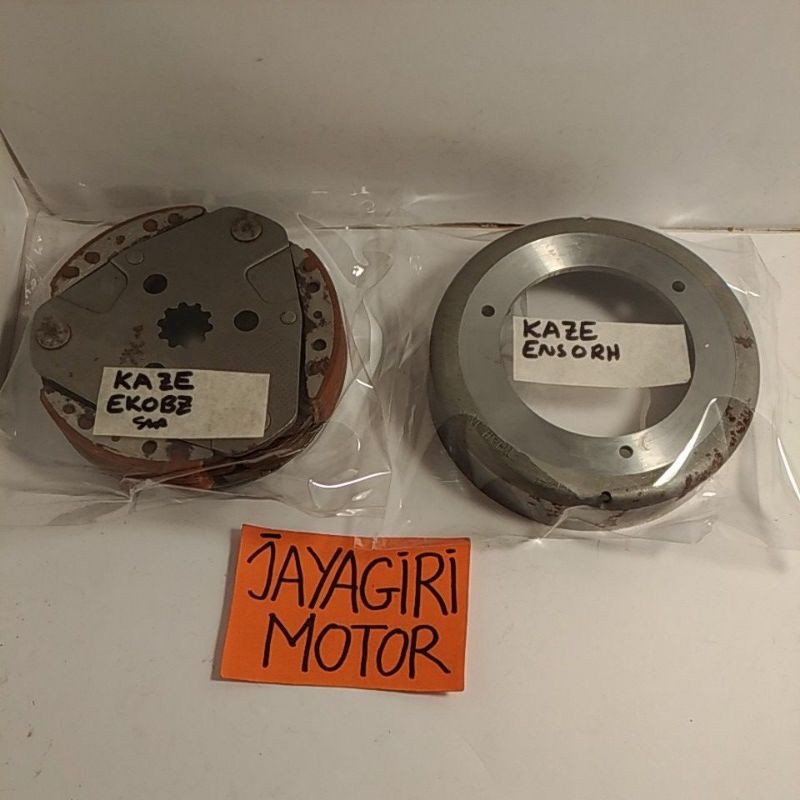 KAZE
EKOBZ
KAZE
ENSORH
JAYAGiRi
MOTOR